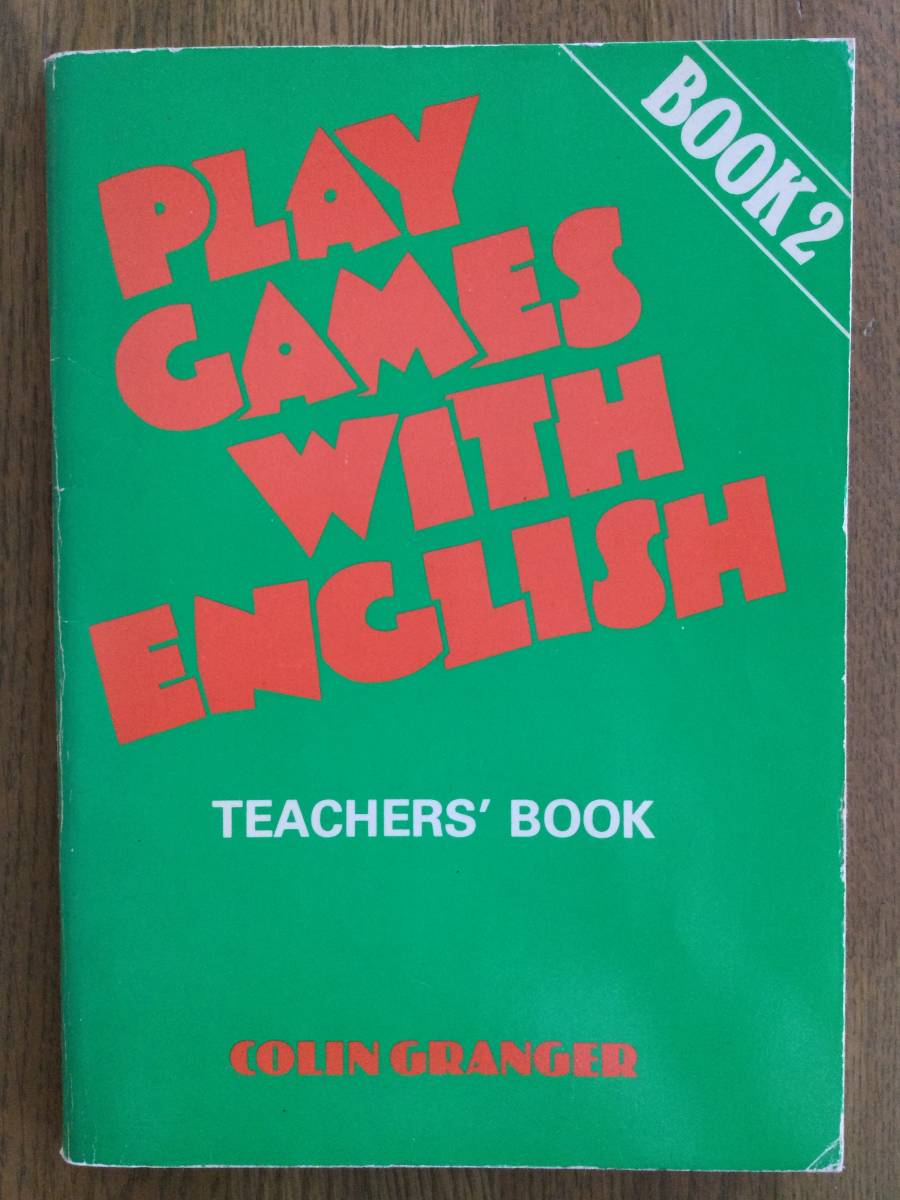 BOOK 2
PLAY
GAMES
WITH
ENGLISH
TEACHERS' BOOK
COLIN GRANGER